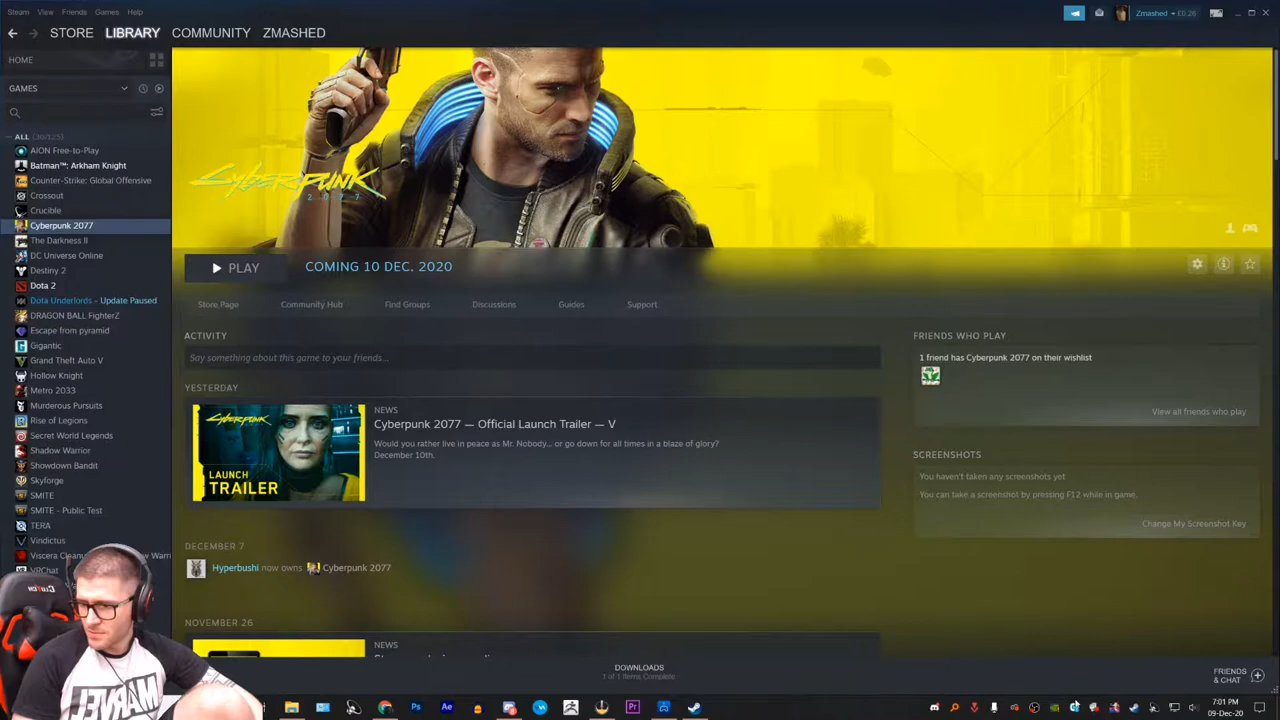 Steam View Friends Games Help
Zmashed £0.26
STORE LIBRARY COMMUNITY ZMASHED
HOME
GAMES
ALL (30/125)
AION Free-to-Play
Batman™: Arkham Knight
Counter-Strike: Global Offensive
Crossout
Crucible
Cyberpunk 2077
The Darkness II
DC Universe Online
Destiny 2
Dota 2
Dota Underlords - Update Paused
DRAGON BALL FighterZ
Escape from pyramid
Gigantic
Grand Theft Auto V
Hollow Knight
Metro 2033
Murderous Pursuits
Rise of Legions
Secret World Legends
Shadow Warrior
Showdown Bandit
Skyforge
SMITE
SMITE - Public Test
TERA
Vindictus
VRChat
CYBERPUNK
2077
PLAY
COMING 10 DEC, 2020
Store Page Community Hub Find Groups Discussions Guides Support
ACTIVITY
Say something about this game to your friends...
YESTERDAY
CYBERPUNK
LAUNCH
TRAILER
NEWS
Cyberpunk 2077 — Official Launch Trailer — V
Would you rather live in peace as Mr. Nobody... or go down for all times in a blaze of glory?
December 10th.
DECEMBER 7
Hyperbushi now owns Cyberpunk 2077
NOVEMBER 26
NEWS
FRIENDS WHO PLAY
1 friend has Cyberpunk 2077 on their wishlist
View all friends who play
SCREENSHOTS
You haven't taken any screenshots yet
You can take a screenshot by pressing F12 while in game.
Change My Screenshot Key
DOWNLOADS
1 of 1 Items Complete
FRIENDS
& CHAT
CLUTCH
MARVEL
Ps Ae Pr
7:01 PM
09-Dec-20